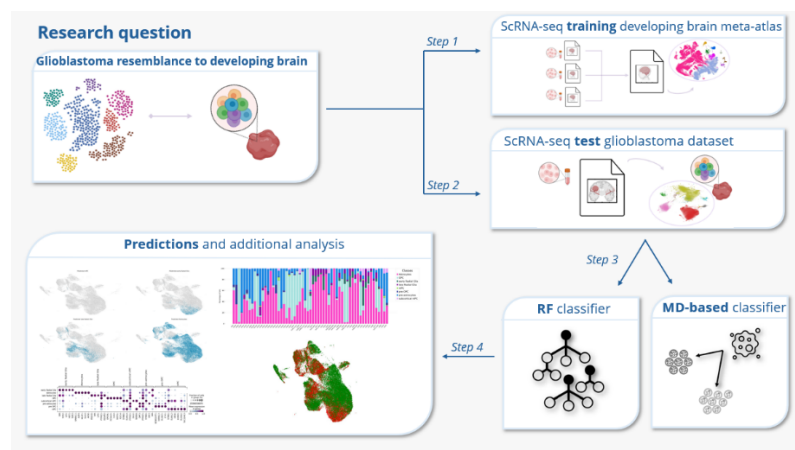 Research question
Glioblastoma resemblance to developing brain
Step 1
ScRNA-seq training developing brain meta-atlas
ScRNA-seq test glioblastoma dataset
Step 2
Predictions and additional analysis
Step 3
RF classifier
MD-based classifier
Step 4